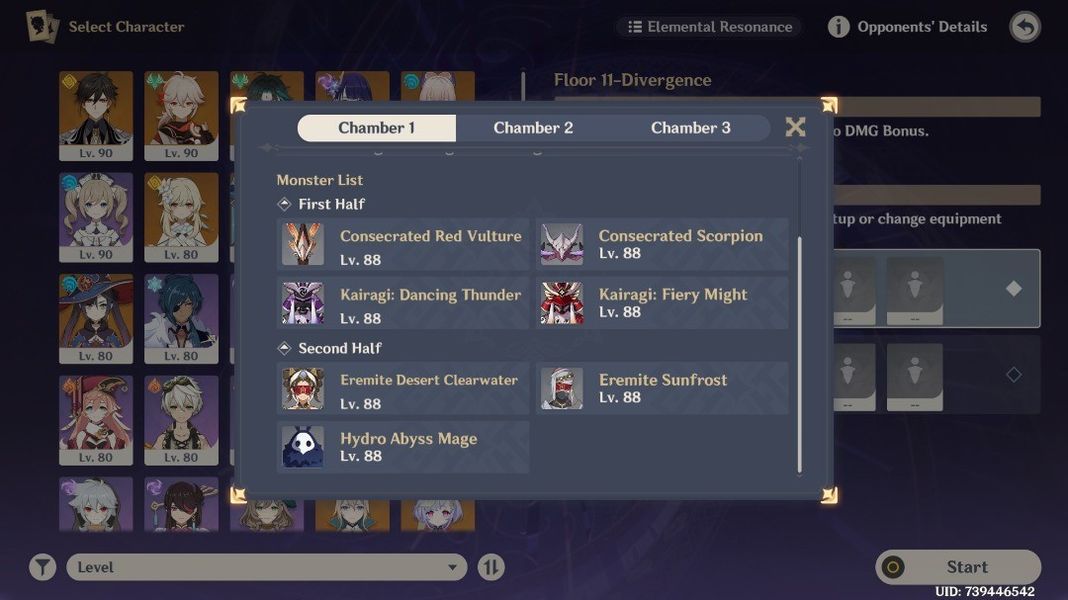 Select Character
Elemental Resonance
Opponents' Details
Floor 11-Divergence
Chamber 1
Chamber 2
Chamber 3
o DMG Bonus.
Monster List
First Half
Consecrated Red Vulture
Lv. 88
Consecrated Scorpion
Lv. 88
tup or change equipment
Kairagi: Dancing Thunder
Lv. 88
Kairagi: Fiery Might
Lv. 88
Second Half
Eremite Desert Clearwater
Lv. 88
Eremite Sunfrost
Lv. 88
Hydro Abyss Mage
Lv. 88
Lv. 90
Lv. 90
Lv. 90
Lv. 80
Lv. 80
Lv. 80
Lv. 80
Lv. 80
--
--
--
--
Level
Start
UID: 739446542